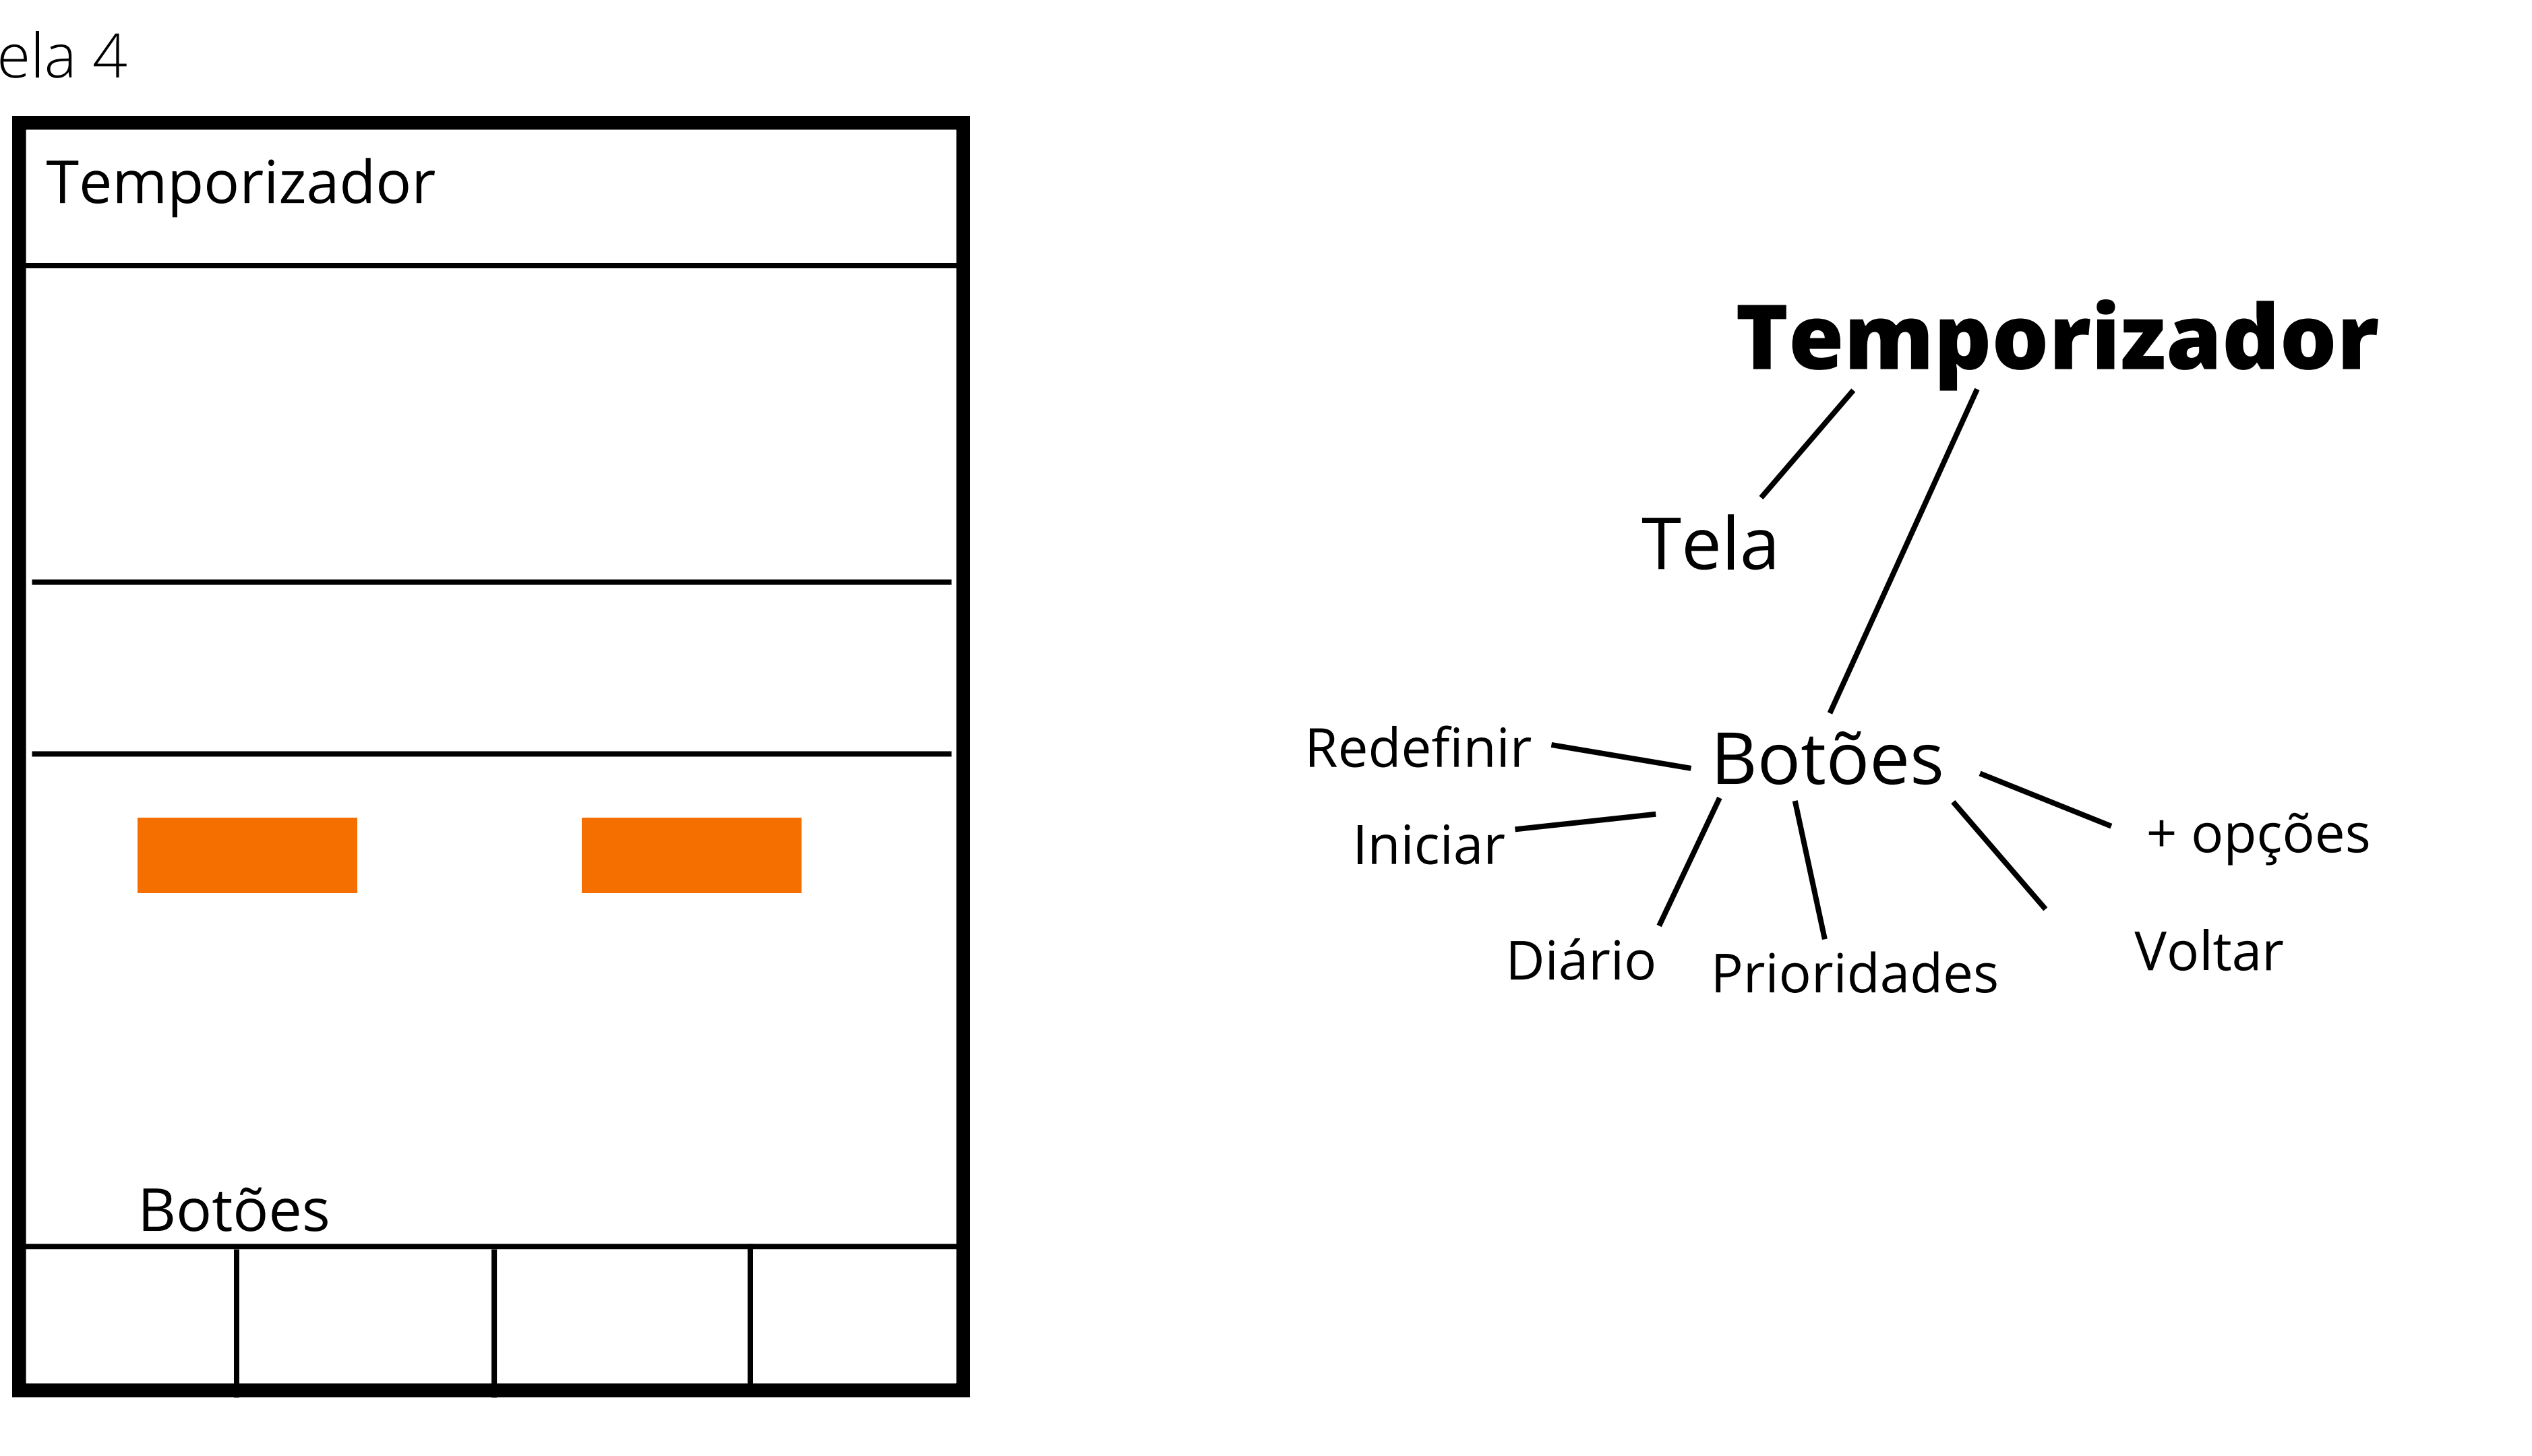 ela 4
Temporizador
Botões
Temporizador
Tela
Botões
Redefinir
Iniciar
Diário
Prioridades
Voltar
+ opções